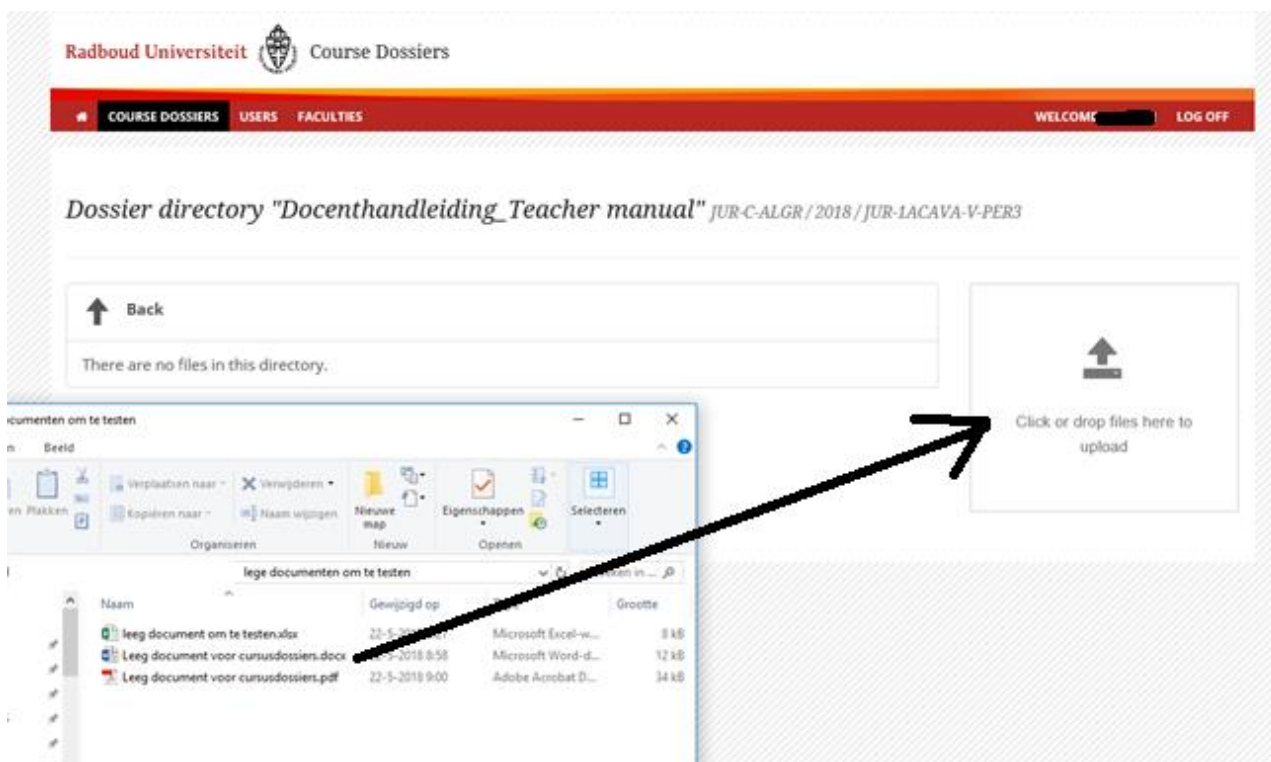 Radboud Universiteit Course Dossiers
COURSE DOSSIERS USERS FACULTIES WELCOME LOG OFF
Dossier directory "Docenthandleiding_Teacher manual" JUR-C-ALGR / 2018 / JUR-1ACAVA-V-PER3
Back
There are no files in this directory.
Click or drop files here to
upload
documenten om te testen
Beeld
Plakken
Verplaatsen naar
Verwijderen
Kopiëren naar
Naam wijzigen
Nieuwe
map
Eigenschappen
Selecteren
Organiseren Nieuw Openen
lege documenten om te testen
Naam Gewijzigd op Grootte
leeg document om te testen.xlsx Microsoft Excel-w... 8 kB
Leeg document voor cursusdossiers.docx 8:58 Microsoft Word-d... 12 kB
Leeg document voor cursusdossiers.pdf 22-5-2018 9:00 Adobe Acrobat D... 34 kB